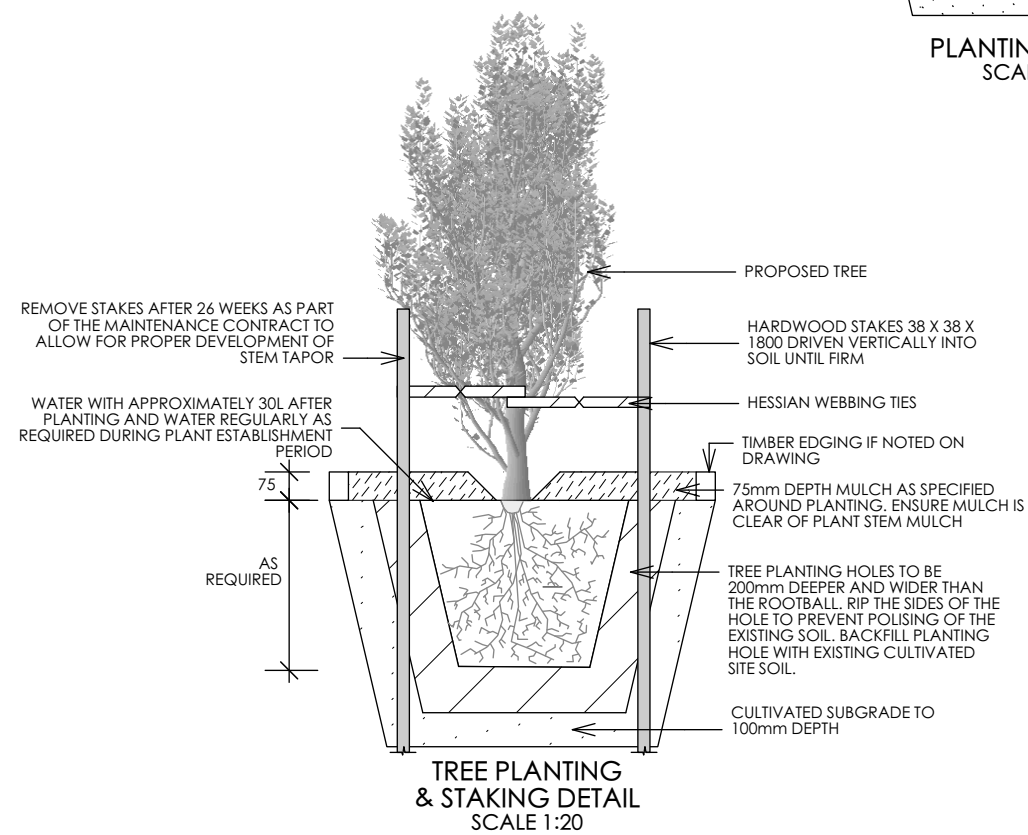 PLANTIN
SCAL
PROPOSED TREE
REMOVE STAKES AFTER 26 WEEKS AS PART
OF THE MAINTENANCE CONTRACT TO
ALLOW FOR PROPER DEVELOPMENT OF
STEM TAPOR
HARDWOOD STAKES 38 X 38 X
1800 DRIVEN VERTICALLY INTO
SOIL UNTIL FIRM
WATER WITH APPROXIMATELY 30L AFTER
PLANTING AND WATER REGULARLY AS
REQUIRED DURING PLANT ESTABLISHMENT
PERIOD
HESSIAN WEBBING TIES
TIMBER EDGING IF NOTED ON
DRAWING
75
75mm DEPTH MULCH AS SPECIFIED
AROUND PLANTING. ENSURE MULCH IS
CLEAR OF PLANT STEM MULCH
AS
REQUIRED
TREE PLANTING HOLES TO BE
200mm DEEPER AND WIDER THAN
THE ROOTBALL. RIP THE SIDES OF THE
HOLE TO PREVENT POLISING OF THE
EXISTING SOIL. BACKFILL PLANTING
HOLE WITH EXISTING CULTIVATED
SITE SOIL.
CULTIVATED SUBGRADE TO
100mm DEPTH
TREE PLANTING
& STAKING DETAIL
SCALE 1:20